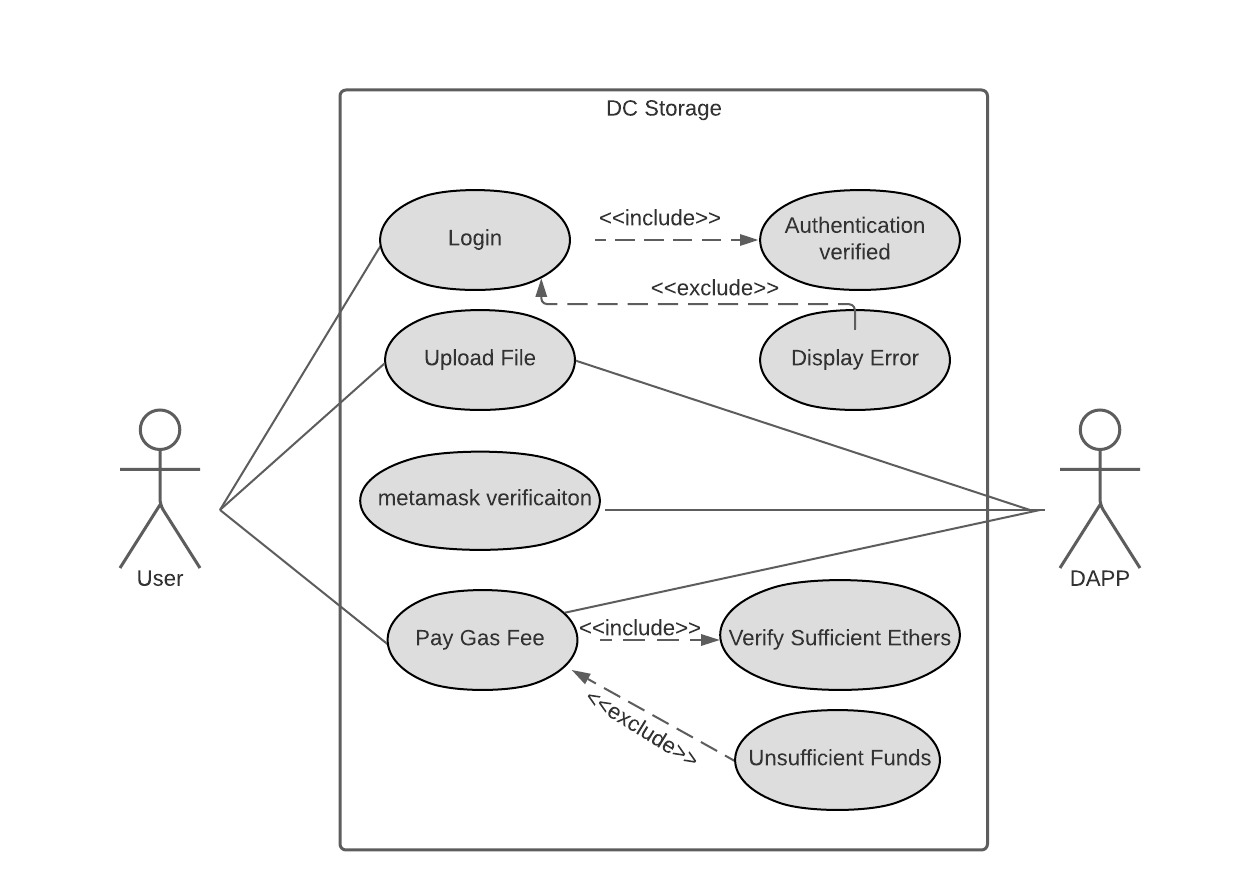 DC Storage
Login
<<include>>
Authentication
verified
<<exclude>>
Upload File
Display Error
metamask verificaiton
User
DAPP
Pay Gas Fee
<<include>>
Verify Sufficient Ethers
<<exclude>>
Unsufficient Funds